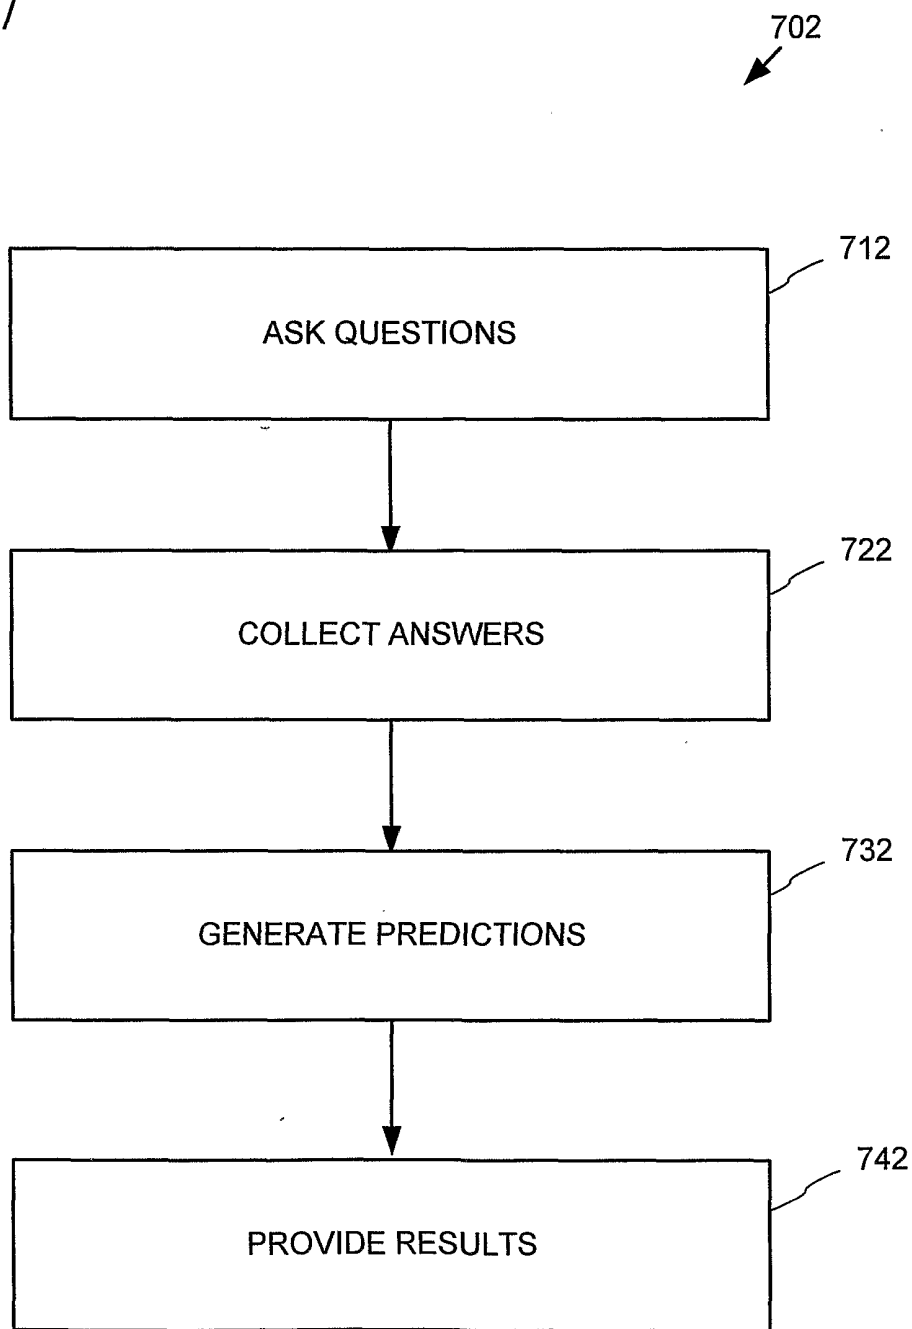 702
712
ASK QUESTIONS
722
COLLECT ANSWERS
732
GENERATE PREDICTIONS
742
PROVIDE RESULTS